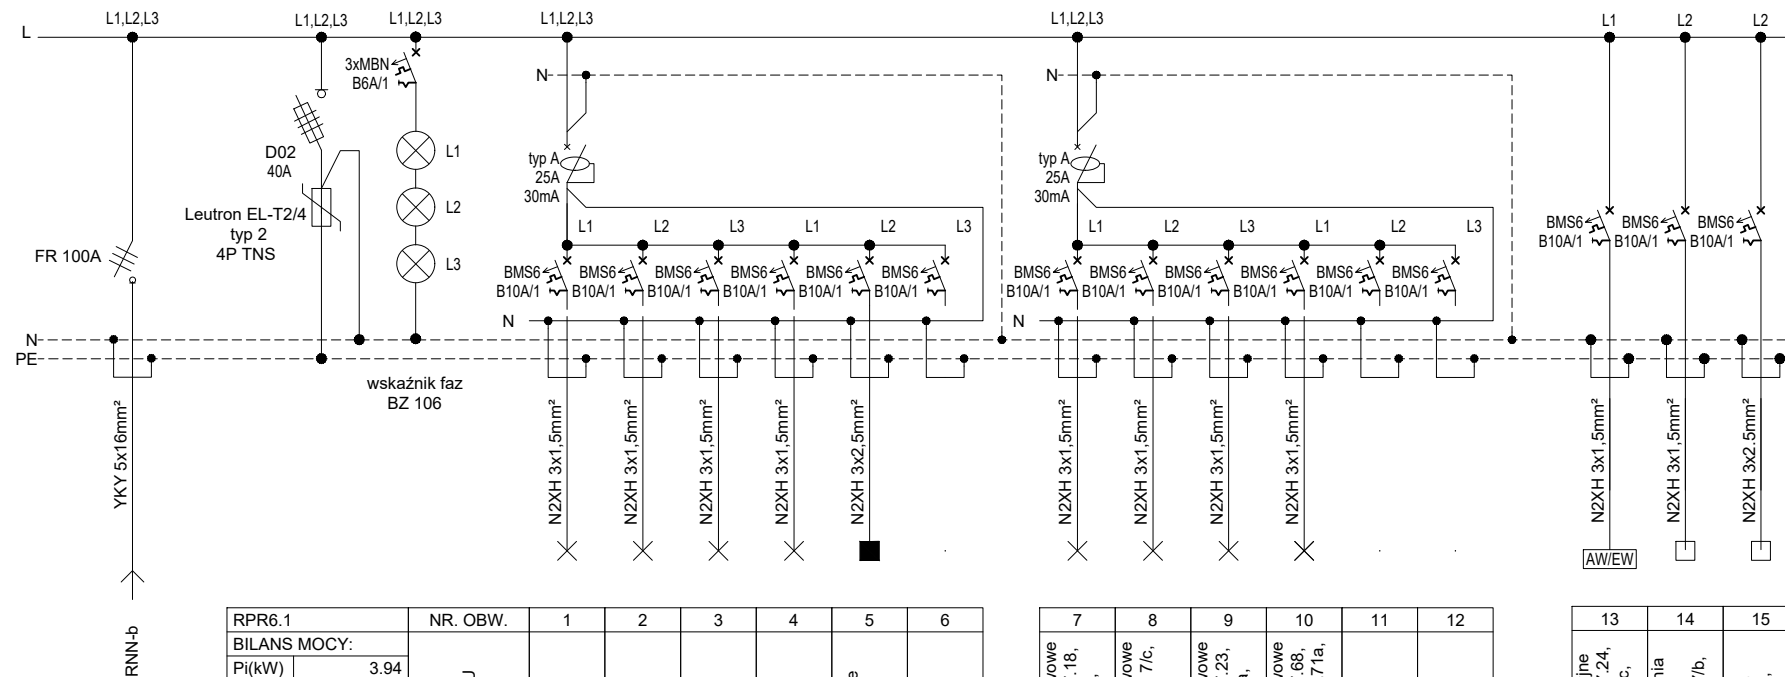 L
L1,L2,L3
L1,L2,L3
L1,L2,L3
L1,L2,L3
L1,L2,L3
L1
L2
L2
3xMBN
B6A/1
N
N
D02
40A
L1
L2
L3
Leutron EL-T2/4
typ 2
4P TNS
FR 100A
typ A
25A
30mA
typ A
25A
30mA
L1
L2
L3
L1
L2
L3
L1
L2
L3
L1
L2
L3
BMS6
B10A/1
BMS6
B10A/1
BMS6
B10A/1
BMS6
B10A/1
BMS6
B10A/1
BMS6
B10A/1
BMS6
B10A/1
BMS6
B10A/1
BMS6
B10A/1
BMS6
B10A/1
BMS6
B10A/1
BMS6
B10A/1
BMS6
B10A/1
BMS6
B10A/1
BMS6
B10A/1
N
N
N
PE
wskaźnik faz
BZ 106
YKY 5x16mm²
N2XH 3x1,5mm²
N2XH 3x1,5mm²
N2XH 3x1,5mm²
N2XH 3x1,5mm²
N2XH 3x2,5mm²
N2XH 3x1,5mm²
N2XH 3x1,5mm²
N2XH 3x1,5mm²
N2XH 3x1,5mm²
N2XH 3x1,5mm²
N2XH 3x1,5mm²
N2XH 3x2.5mm²
AW/EW
RNN-b
RPR6.1 NR. OBW. 1 2 3 4 5 6
7 8 9 10 11 12
13 14 15
BILANS MOCY:
Pi(kW) 3.94